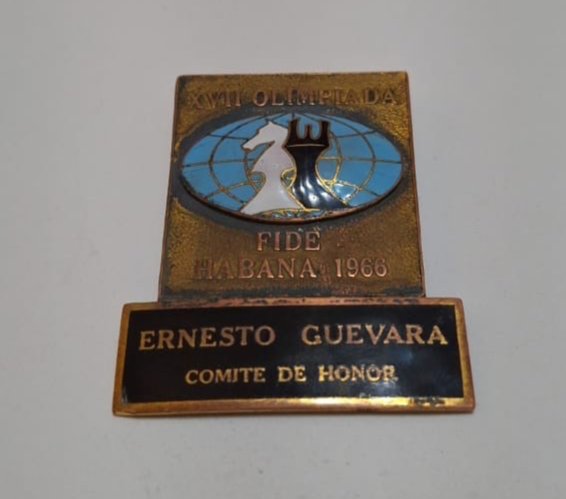 XVII OLIMPIADA
FIDE
HABANA 1966
ERNESTO GUEVARA
COMITE DE HONOR